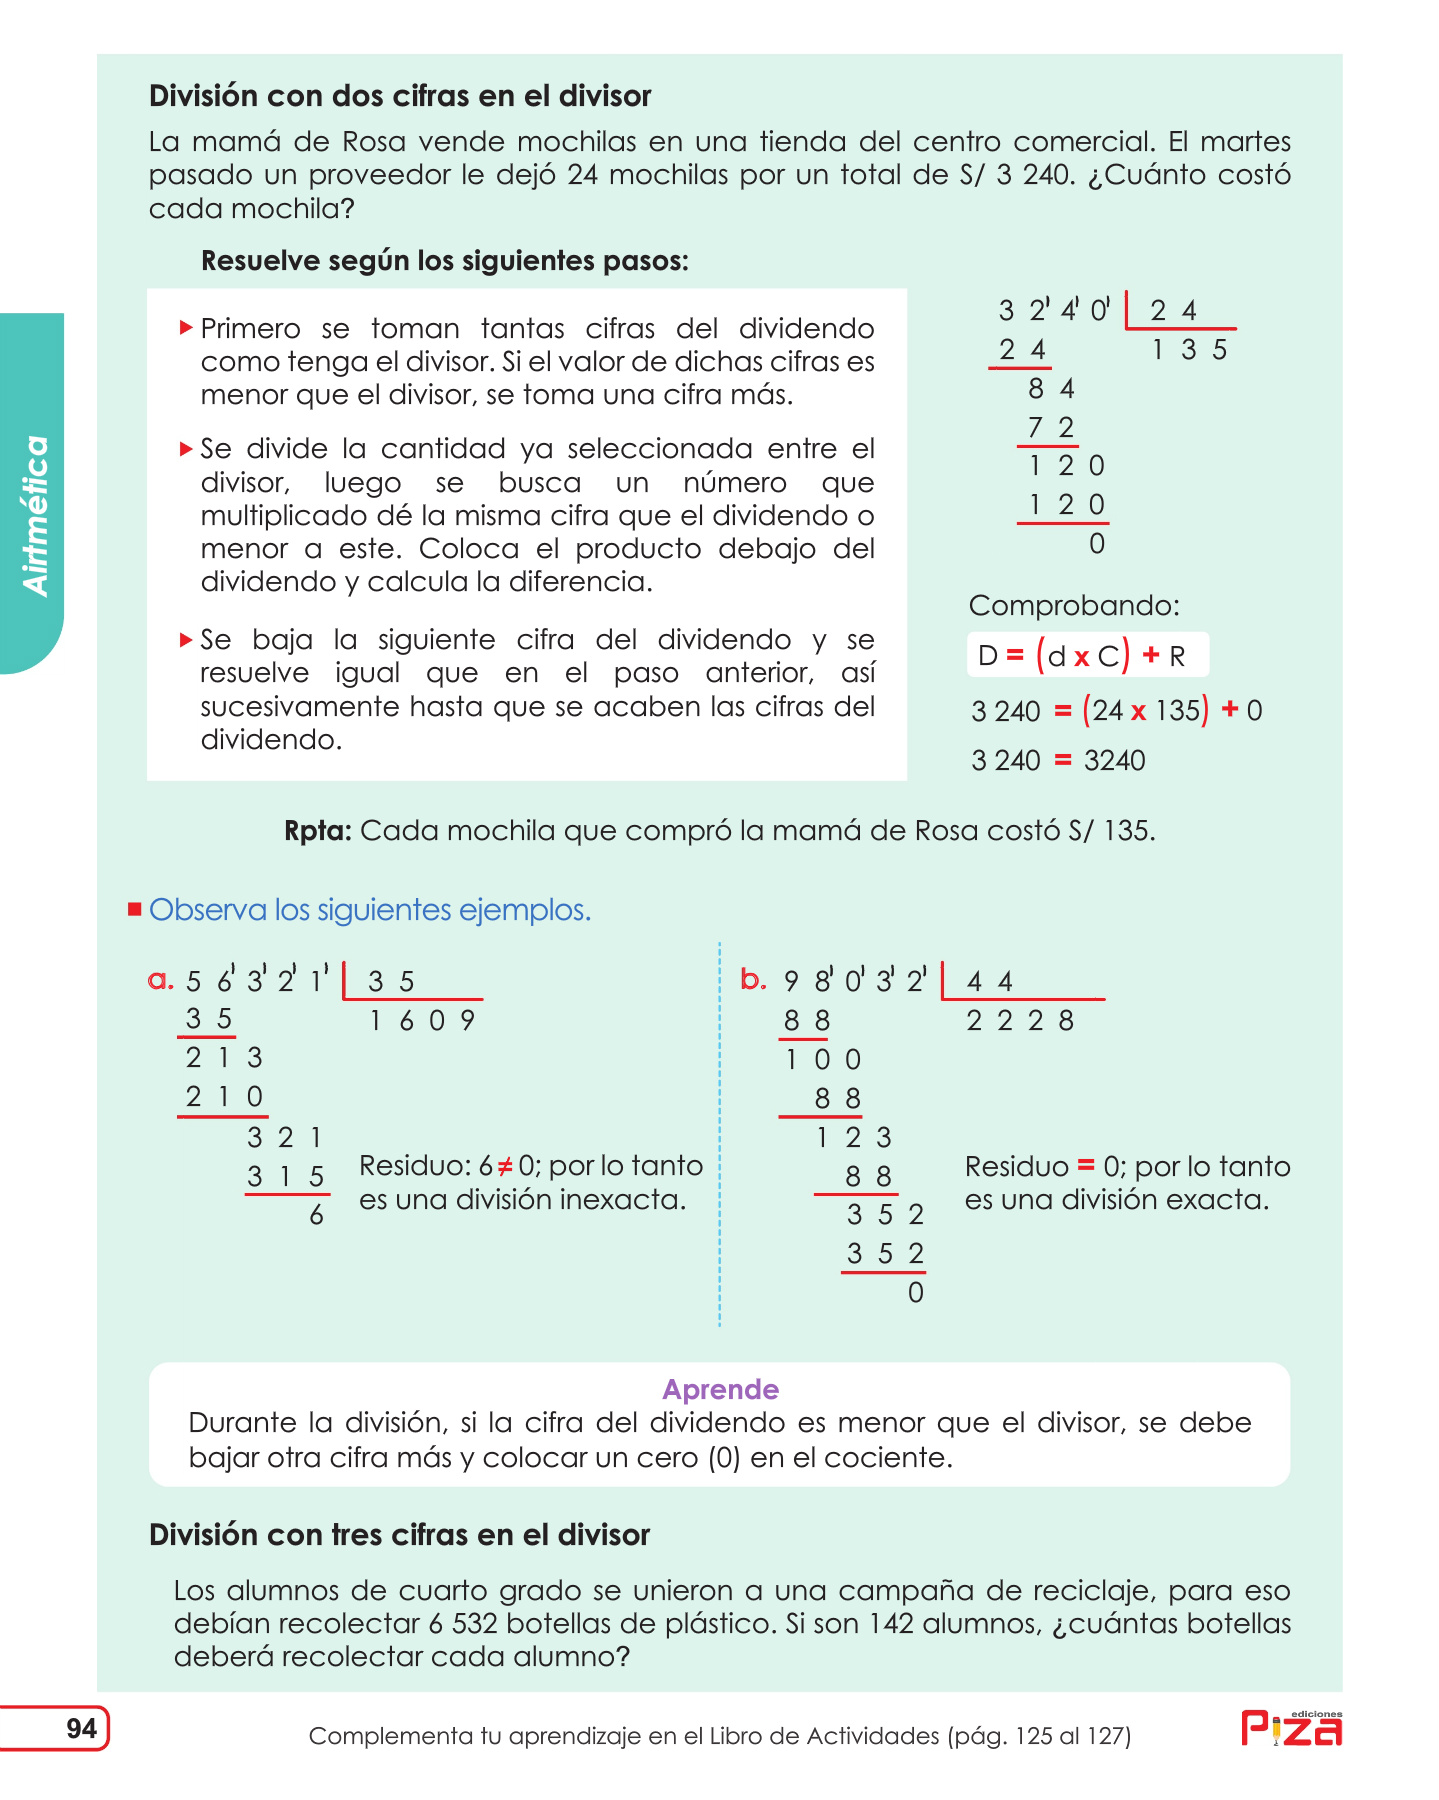 División con dos cifras en el divisor
La mamá de Rosa vende mochilas en una tienda del centro comercial. El martes
pasado un proveedor le dejó 24 mochilas por un total de S/ 3 240. ¿Cuánto costó
cada mochila?
Resuelve según los siguientes pasos:
Primero se toman tantas cifras del dividendo
como tenga el divisor. Si el valor de dichas cifras es
menor que el divisor, se toma una cifra más.
Se divide la cantidad ya seleccionada entre el
divisor, luego se busca un número que
multiplicado dé la misma cifra que el dividendo o
menor a este. Coloca el producto debajo del
dividendo y calcula la diferencia.
Se baja la siguiente cifra del dividendo y se
resuelve igual que en el paso anterior, así
sucesivamente hasta que se acaben las cifras del
dividendo.
3 2' 4' 0' 2 4
2 4 1 3 5
8 4
7 2
1 2 0
1 2 0
0
Comprobando:
D = (d x C) + R
3 240 = (24 x 135) + 0
3 240 = 3240
Rpta: Cada mochila que compró la mamá de Rosa costó S/ 135.
Observa los siguientes ejemplos.
a. 5 6' 3' 2' 1' 3 5
3 5 1 6 0 9
2 1 3
2 1 0
3 2 1
3 1 5
6
Residuo: 6 ≠ 0; por lo tanto
es una división inexacta.
b. 9 8' 0' 3' 2' 4 4
8 8 2 2 2 8
1 0 0
8 8
1 2 3
8 8
3 5 2
3 5 2
0
Residuo = 0; por lo tanto
es una división exacta.
Aprende
Durante la división, si la cifra del dividendo es menor que el divisor, se debe
bajar otra cifra más y colocar un cero (0) en el cociente.
División con tres cifras en el divisor
Los alumnos de cuarto grado se unieron a una campaña de reciclaje, para eso
debían recolectar 6 532 botellas de plástico. Si son 142 alumnos, ¿cuántas botellas
deberá recolectar cada alumno?
Airtmética
94
Complementa tu aprendizaje en el Libro de Actividades (pág. 125 al 127)
ediciones
Piza